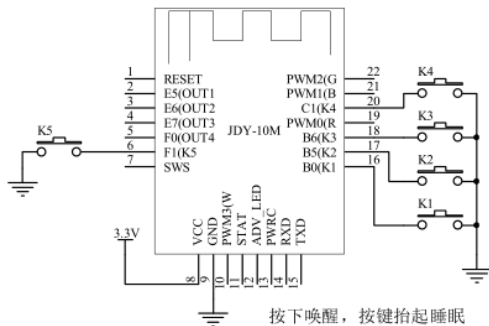 1 RESET PWM2(G 22
2 E5(OUT1 PWM1(B 21
3 E6(OUT2 C1(K4 20 K4
4 E7(OUT3 PWM0(R 19
5 F0(OUT4 JDY-10M B6(K3 18 K3
K5 6 F1(K5 B5(K2 17 K2
7 SWS B0(K1 16
K1
3.3V
VCC GND PWM3(W STAT ADV_LED PWRC RXD TXD
8 9 10 11 12 13 14 15
按下唤醒，按键抬起睡眠